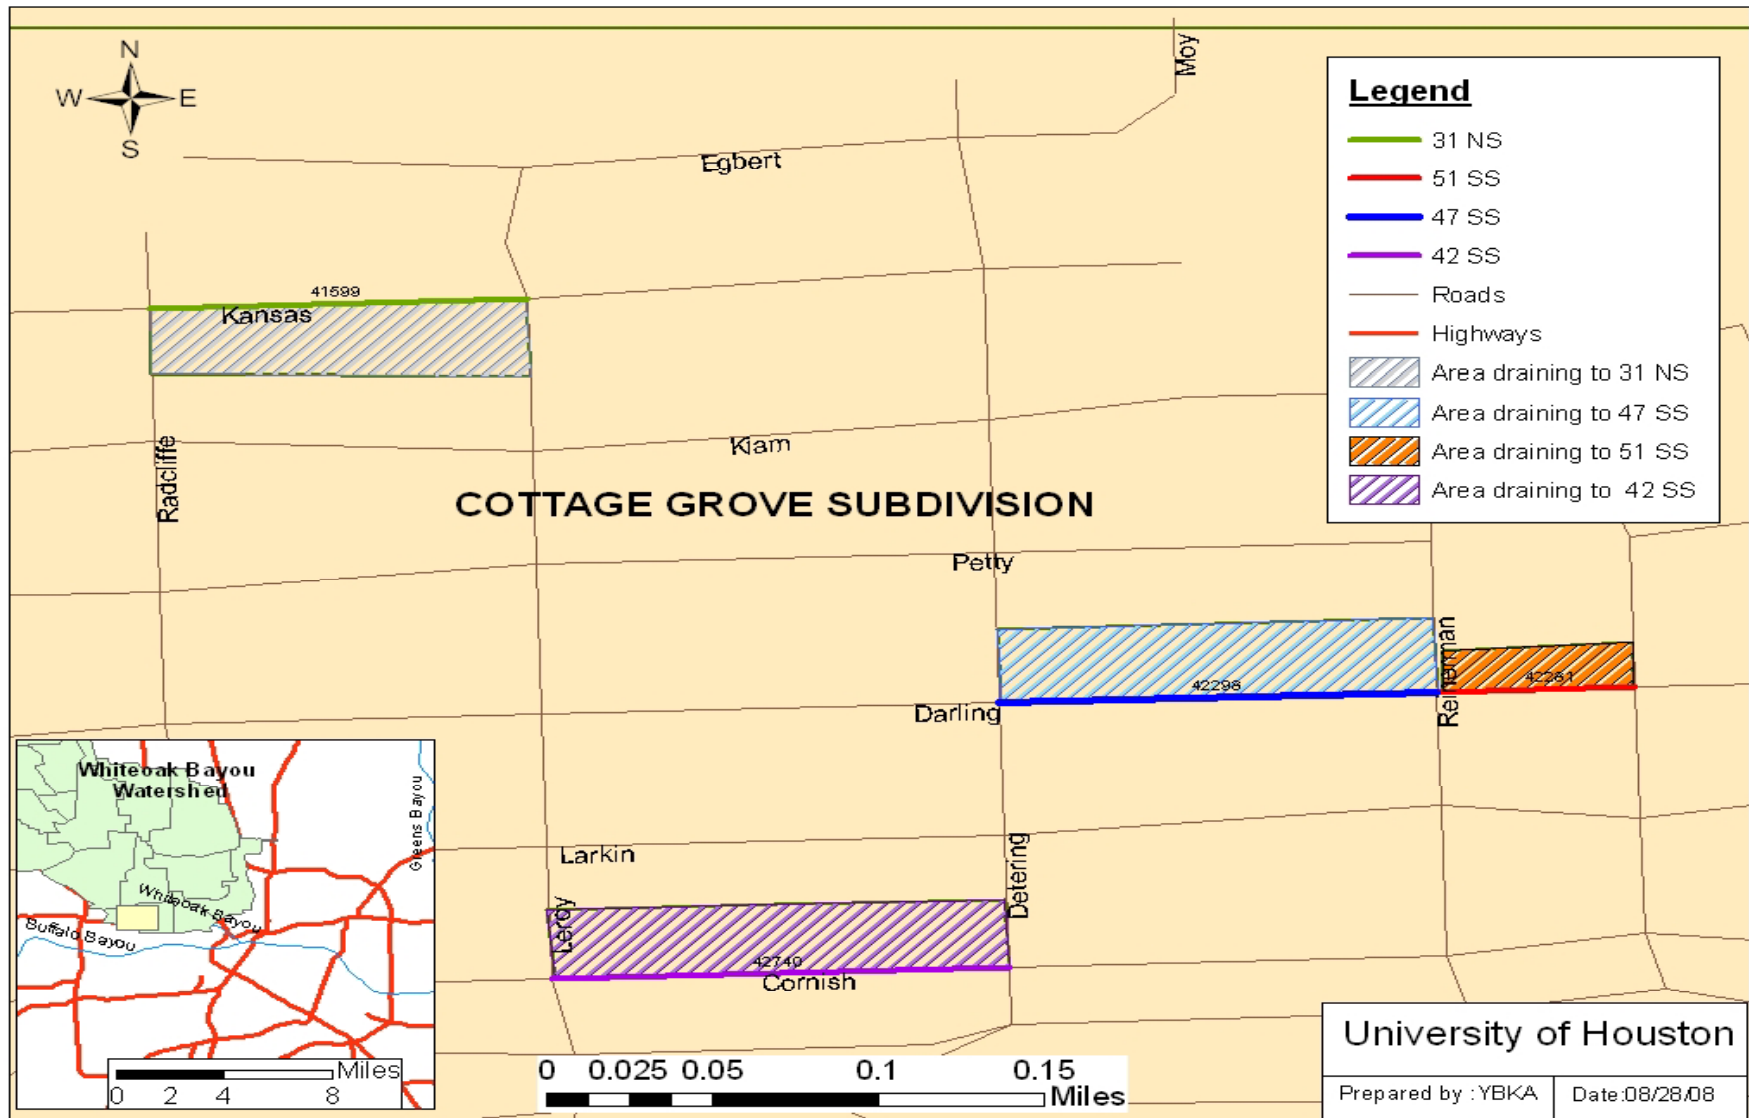 N
W E
S
Moy
Egbert
Legend
31 NS
51 SS
47 SS
42 SS
Roads
Highways
Area draining to 31 NS
Area draining to 47 SS
Area draining to 51 SS
Area draining to 42 SS
41599
Kansas
Kiam
Radcliffe
COTTAGE GROVE SUBDIVISION
Petty
Reinerman
42298
42281
Darling
Larkin
Detering
Leroy
42740
Cornish
Whiteoak Bayou
Watershed
Greens Bayou
Whiteoak Bayou
Buffalo Bayou
Miles
0 2 4 8
0 0.025 0.05 0.1 0.15
Miles
University of Houston
Prepared by :YBKA
Date:08/28/08